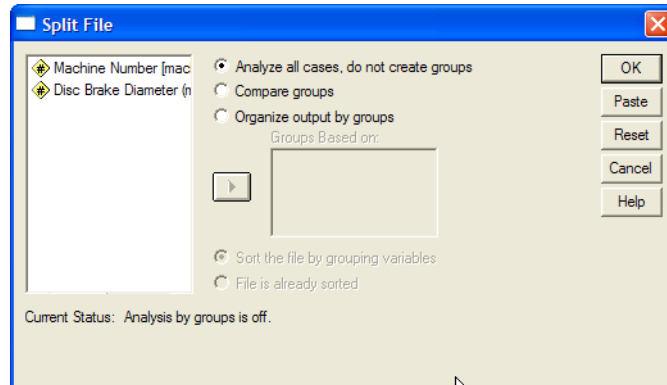 Split File
Machine Number [mac
Disc Brake Diameter (m
Analyze all cases, do not create groups
Compare groups
Organize output by groups
Groups Based on:
Sort the file by grouping variables
File is already sorted
OK
Paste
Reset
Cancel
Help
Current Status: Analysis by groups is off.